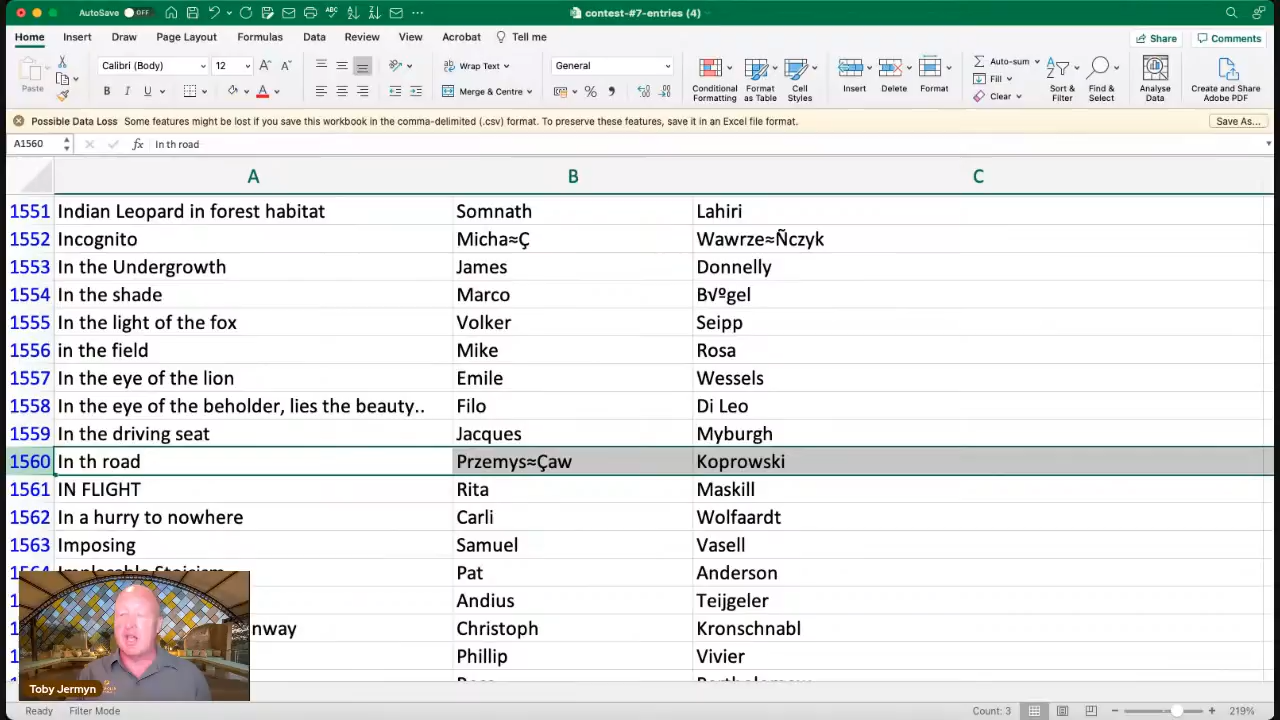 AutoSave OFF
contest-#7-entries (4)
Home Insert Draw Page Layout Formulas Data Review View Acrobat Tell me
Share Comments
Paste
Calibri (Body) 12
Wrap Text
General
Merge & Centre
Conditional Formatting
Format as Table
Cell Styles
Insert
Delete
Format
Auto-sum
Fill
Clear
Sort & Filter
Find & Select
Analyse Data
Create and Share Adobe PDF
Possible Data Loss Some features might be lost if you save this workbook in the comma-delimited (.csv) format. To preserve these features, save it in an Excel file format. Save As...
A1560 fx In th road
A B C
1551 Indian Leopard in forest habitat Somnath Lahiri
1552 Incognito Micha≈Ç Wawrze≈Ñczyk
1553 In the Undergrowth James Donnelly
1554 In the shade Marco B√ºgel
1555 In the light of the fox Volker Seipp
1556 in the field Mike Rosa
1557 In the eye of the lion Emile Wessels
1558 In the eye of the beholder, lies the beauty.. Filo Di Leo
1559 In the driving seat Jacques Myburgh
1560 In th road Przemys≈Çaw Koprowski
1561 IN FLIGHT Rita Maskill
1562 In a hurry to nowhere Carli Wolfaardt
1563 Imposing Samuel Vasell
Pat Anderson
Andius Teijgeler
nway Christoph Kronschnabl
Phillip Vivier
Toby Jermyn
Ready Filter Mode Count: 3 219%